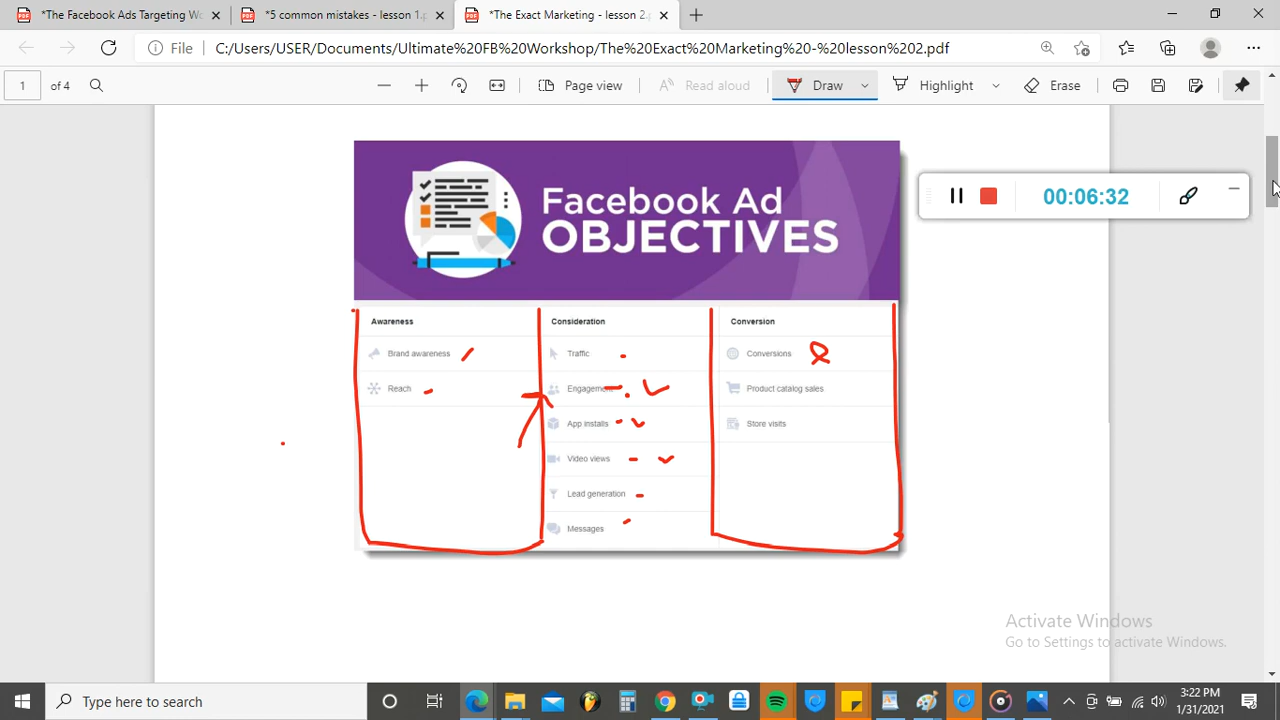 *The Facebook Ads Targeting Wo
*5 common mistaks - lesson 1.p
*The Exact Marketing - lesson 2.p
File
C:/Users/USER/Documents/Ultimate%20FB%20Workshop/The%20Exact%20Marketing%20-%20lesson%202.pdf
1 of 4
Page view
Read aloud
Draw
Highlight
Erase
Facebook Ad
OBJECTIVES
00:06:32
Awareness
Consideration
Conversion
Brand awareness
Traffic
Conversions
Reach
Engagement
Product catalog sales
App installs
Store visits
Video views
Lead generation
Messages
Activate Windows
Go to Settings to activate Windows.
Type here to search
3:22 PM
1/31/2021